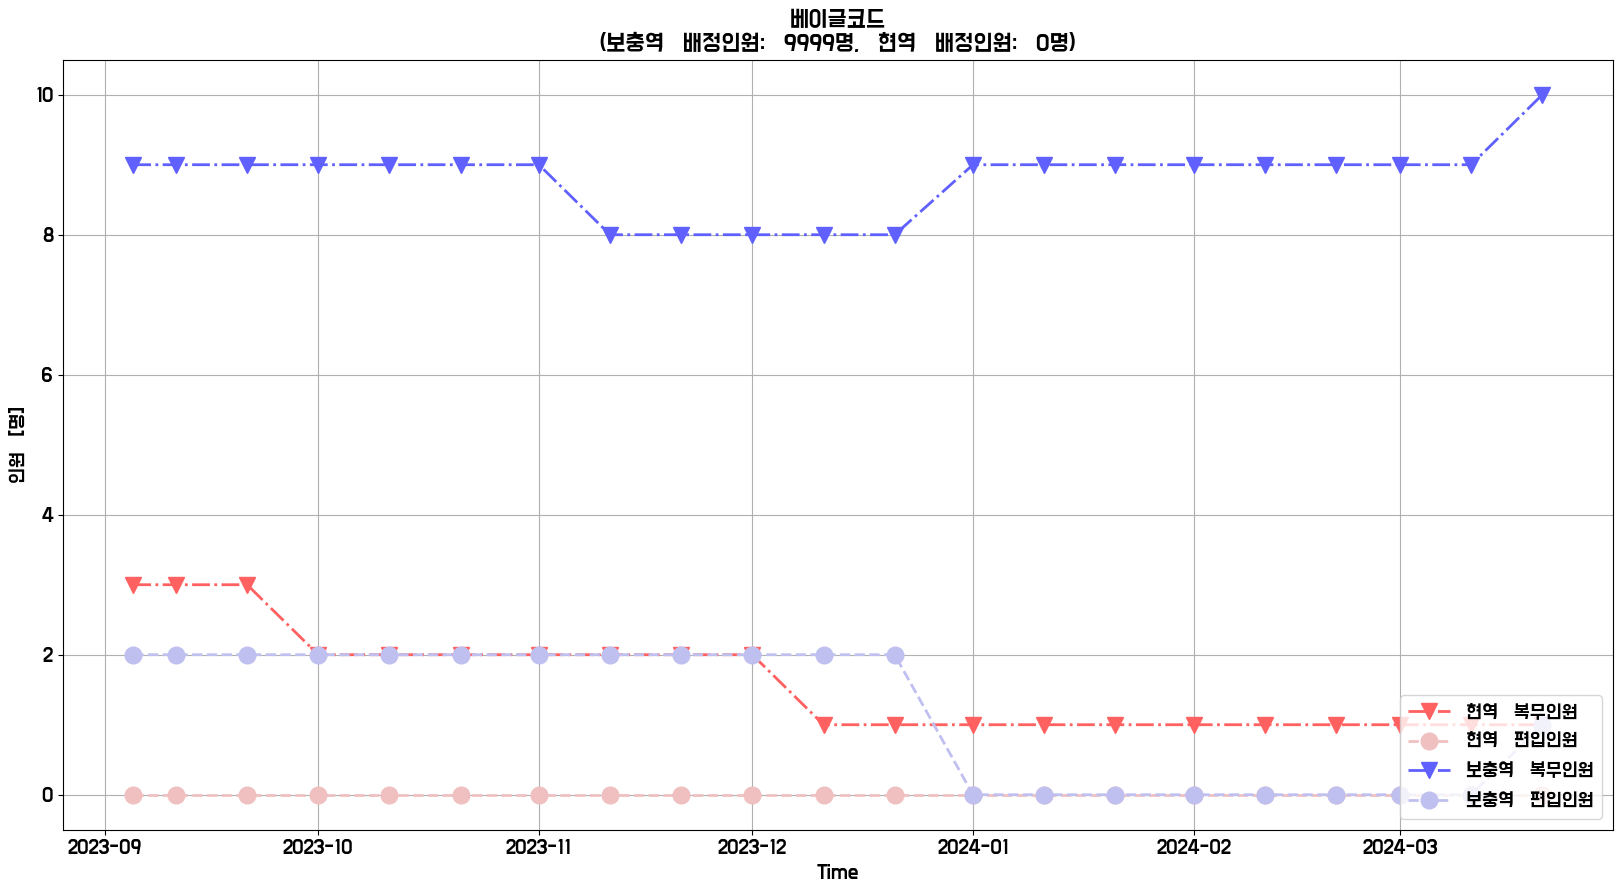 베이글코드
(보충역 배정인원: 9999명, 현역 배정인원: 0명)
10
8
6
4
2
0
인원 [명]
현역 복무인원
현역 편입인원
보충역 복무인원
보충역 편입인원
2023-09 2023-10 2023-11 2023-12 2024-01 2024-02 2024-03
Time